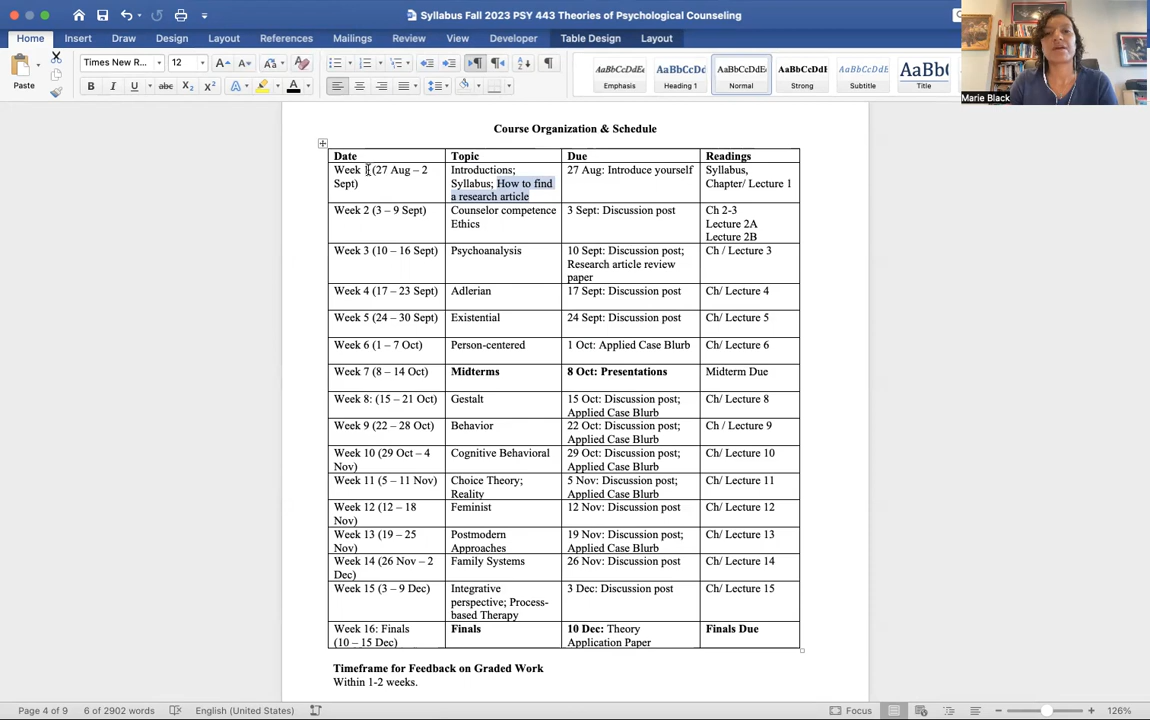 Syllabus Fall 2023 PSY 443 Theories of Psychological Counseling
Home Insert Draw Design Layout References Mailings Review View Developer Table Design Layout
Times New R... 12
Paste
AaBbCcDdEe AaBbCcDc AaBbCcDdE AaBbCcDdE AaBbCcDdE AaBb(
Emphasis Heading 1 Normal Strong Subtitle Title
Marie Black
Course Organization & Schedule
Date Topic Due Readings
Week 1 (27 Aug – 2 Introductions; 27 Aug: Introduce yourself Syllabus,
Sept) Syllabus; How to find Chapter/ Lecture 1
a research article
Week 2 (3 – 9 Sept) Counselor competence 3 Sept: Discussion post Ch 2-3
Ethics Lecture 2A
Lecture 2B
Week 3 (10 – 16 Sept) Psychoanalysis 10 Sept: Discussion post; Ch / Lecture 3
Research article review
paper
Week 4 (17 – 23 Sept) Adlerian 17 Sept: Discussion post Ch/ Lecture 4
Week 5 (24 – 30 Sept) Existential 24 Sept: Discussion post Ch/ Lecture 5
Week 6 (1 – 7 Oct) Person-centered 1 Oct: Applied Case Blurb Ch/ Lecture 6
Week 7 (8 – 14 Oct) Midterms 8 Oct: Presentations Midterm Due
Week 8: (15 – 21 Oct) Gestalt 15 Oct: Discussion post; Ch/ Lecture 8
Applied Case Blurb
Week 9 (22 – 28 Oct) Behavior 22 Oct: Discussion post; Ch / Lecture 9
Applied Case Blurb
Week 10 (29 Oct – 4 Cognitive Behavioral 29 Oct: Discussion post; Ch/ Lecture 10
Nov) Applied Case Blurb
Week 11 (5 – 11 Nov) Choice Theory; 5 Nov: Discussion post; Ch/ Lecture 11
Reality Applied Case Blurb
Week 12 (12 – 18 Feminist 12 Nov: Discussion post Ch/ Lecture 12
Nov)
Week 13 (19 – 25 Postmodern 19 Nov: Discussion post; Ch/ Lecture 13
Nov) Approaches Applied Case Blurb
Week 14 (26 Nov – 2 Family Systems 26 Nov: Discussion post Ch/ Lecture 14
Dec)
Week 15 (3 – 9 Dec) Integrative 3 Dec: Discussion post Ch/ Lecture 15
perspective; Process-
based Therapy
Week 16: Finals Finals 10 Dec: Theory Finals Due
(10 – 15 Dec) Application Paper
Timeframe for Feedback on Graded Work
Within 1-2 weeks.
Page 4 of 9 6 of 2902 words English (United States) Focus 126%